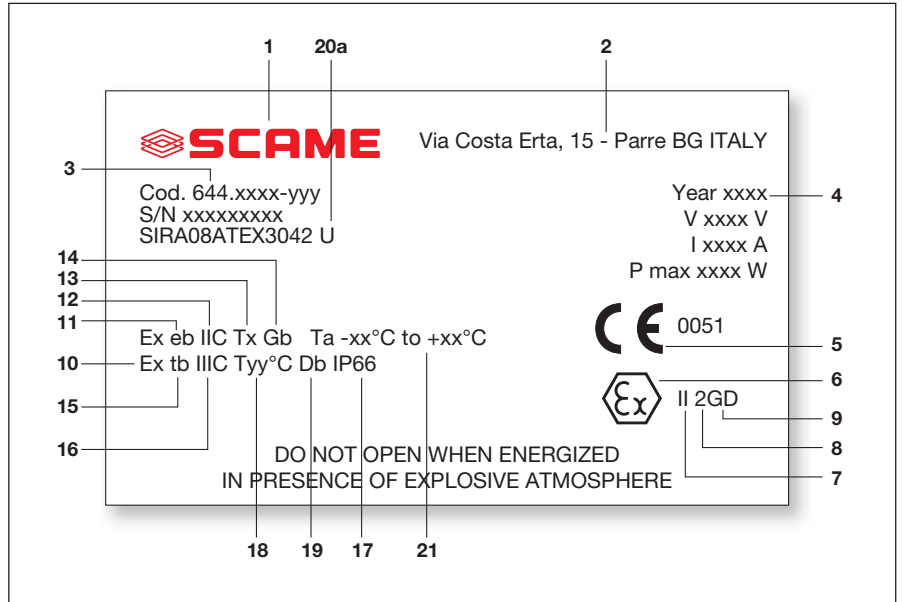 1 20a 2
SCAME Via Costa Erta, 15 - Parre BG ITALY
3
Cod. 644.xxxx-yyy Year xxxx 4
S/N xxxxxxxxx V xxxx V
SIRA08ATEX3042 U I xxxx A
14 P max xxxx W
13
12
11 Ex eb IIC Tx Gb Ta -xx°C to +xx°C CE 0051
10 Ex tb IIIC Tyy°C Db IP66 5
15 Ex II 2GD 6
16 9
DO NOT OPEN WHEN ENERGIZED 8
IN PRESENCE OF EXPLOSIVE ATMOSPHERE 7
18 19 17 21